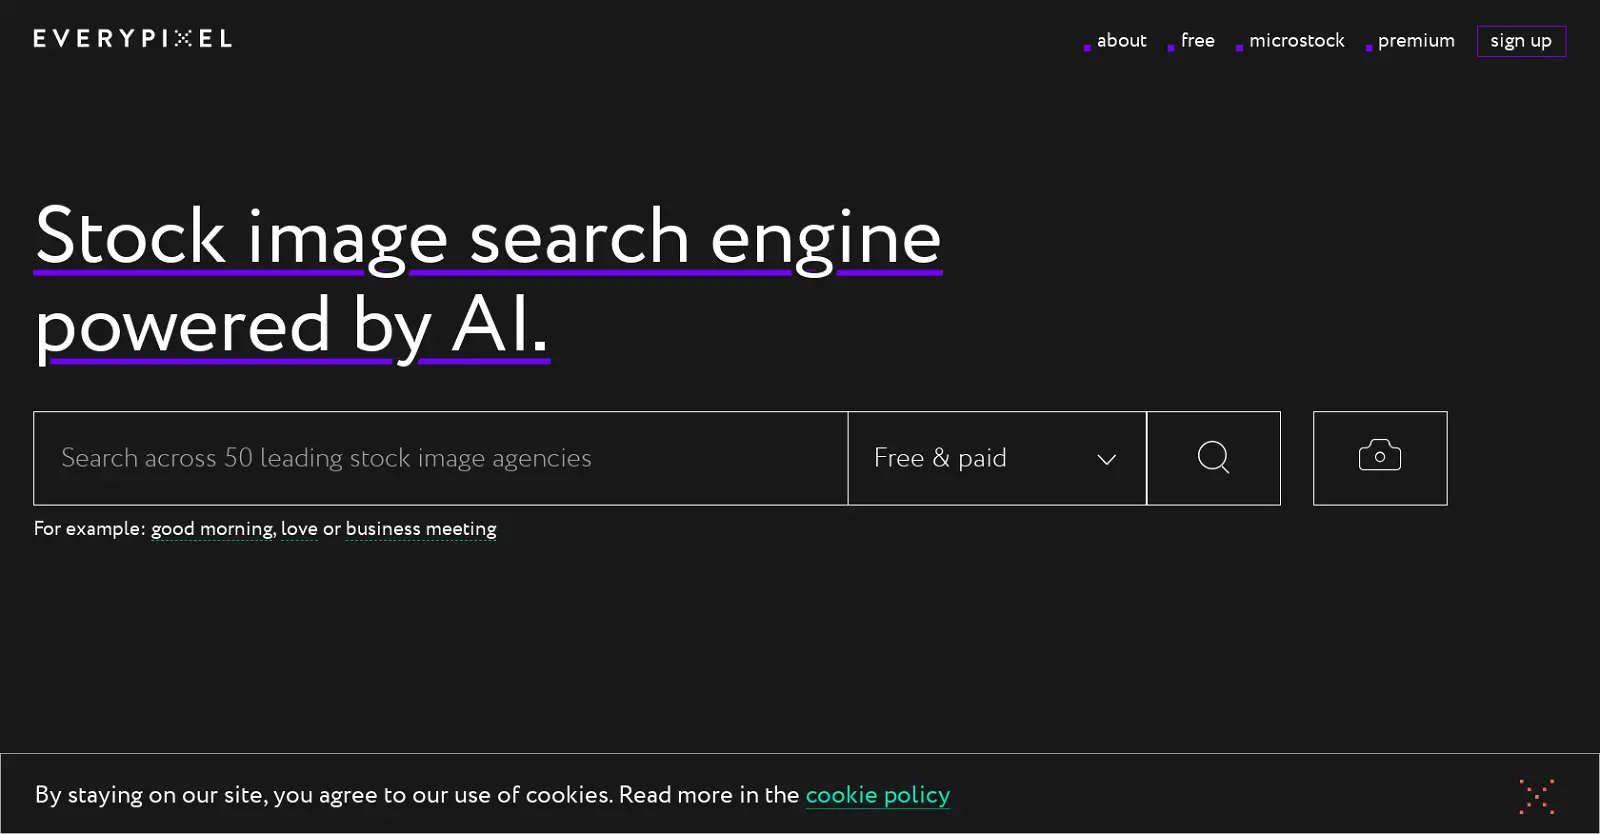 EVERYPIXEL
about free microstock premium sign up
Stock image search engine
powered by AI.
Search across 50 leading stock image agencies
Free & paid
For example: good morning, love or business meeting
By staying on our site, you agree to our use of cookies. Read more in the cookie policy